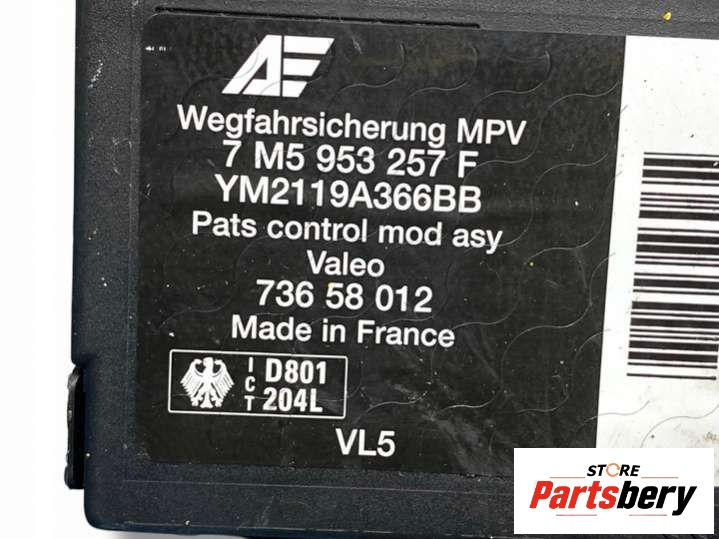 AE
Wegfahrsicherung MPV
7 M5 953 257 F
YM2119A366BB
Pats control mod asy
Valeo
736 58 012
Made in France
ICT D801
204L
VL5
STORE
Partsbery